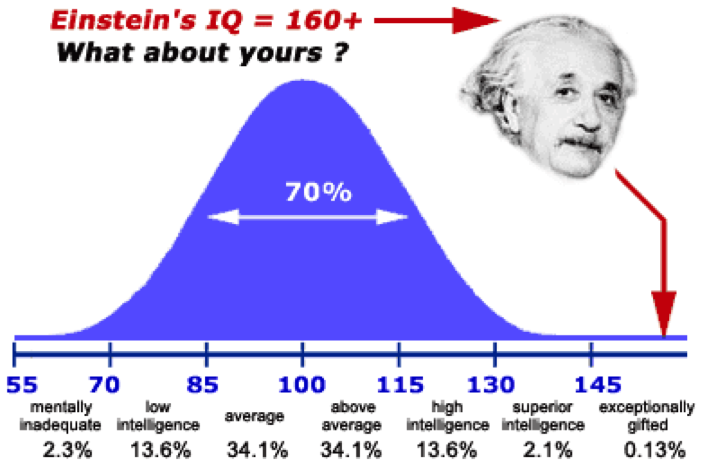 Einstein's IQ = 160+
What about yours ?
70%
55 70 85 100 115 130 145
mentally inadequate low intelligence average above average high intelligence superior intelligence exceptionally gifted
2.3% 13.6% 34.1% 34.1% 13.6% 2.1% 0.13%